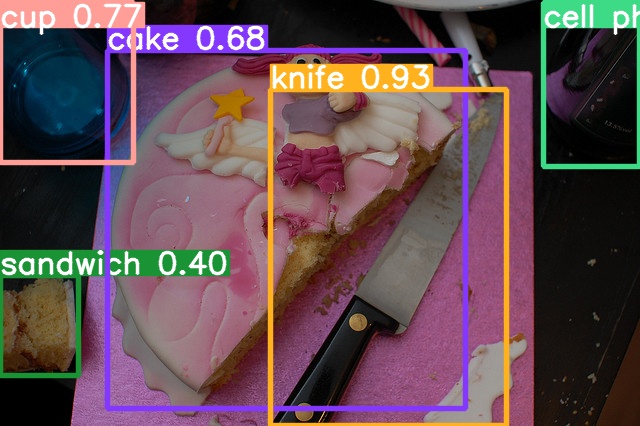 cup 0.77
cake 0.68
cell ph
knife 0.93
sandwich 0.40